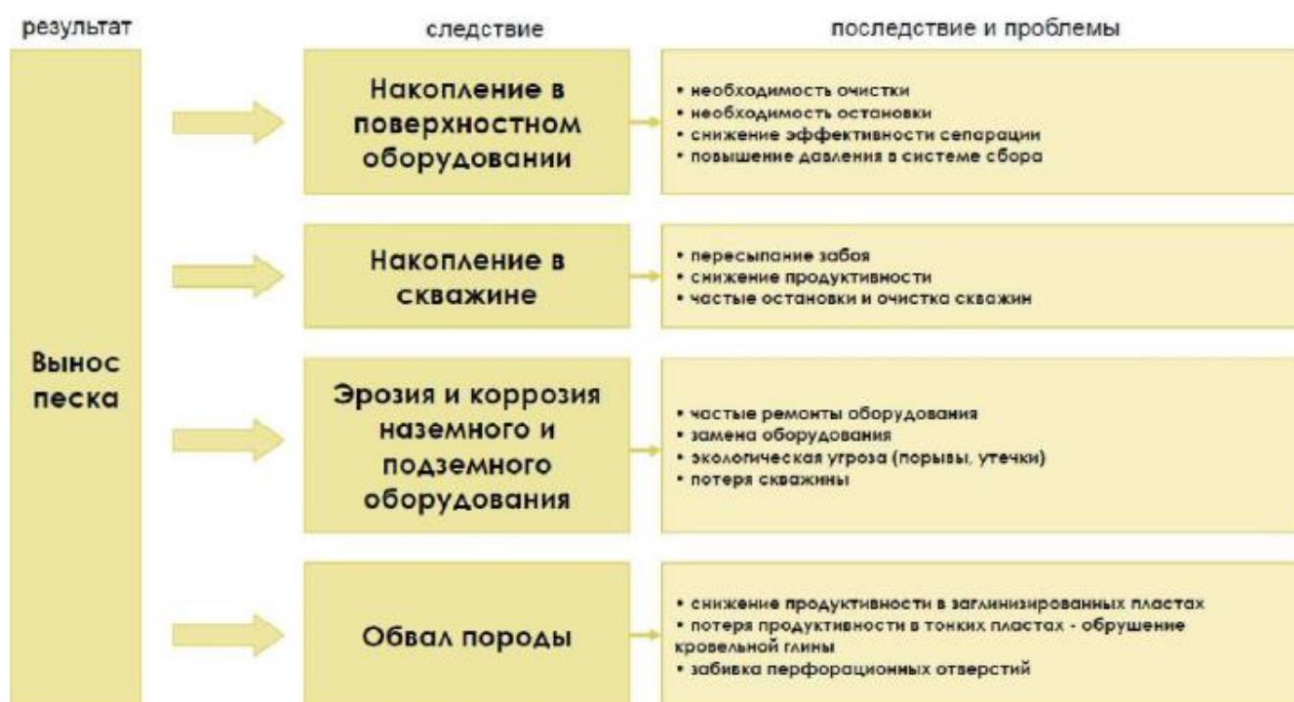 результат
следствие
последствие и проблемы
Вынос
песка
Накопление в
поверхностном
оборудовании
• необходимость очистки
• необходимость остановки
• снижение эффективности сепарации
• повышение давления в системе сбора
Накопление в
скважине
• пересыпание забоя
• снижение продуктивности
• частые остановки и очистка скважин
Эрозия и коррозия
наземного и
подземного
оборудования
• частые ремонты оборудования
• замена оборудования
• экологическая угроза (порывы, утечки)
• потеря скважины
Обвал породы
• снижение продуктивности в заглинизированных пластах
• потеря продуктивности в тонких пластах - обрушение
кровельной глины
• забивка перфорационных отверстий